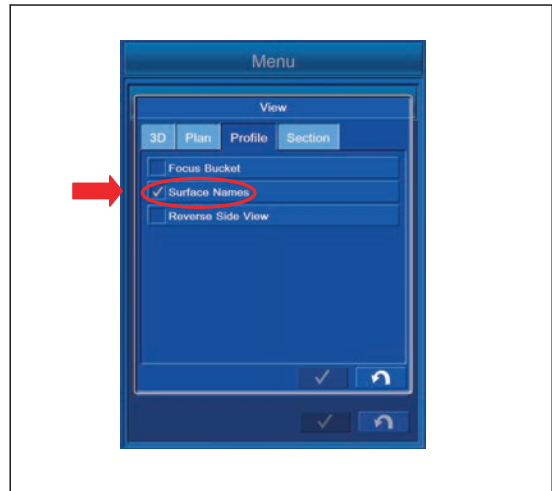 Menu
View
3D Plan Profile Section
Focus Bucket
Surface Names
Reverse Side View